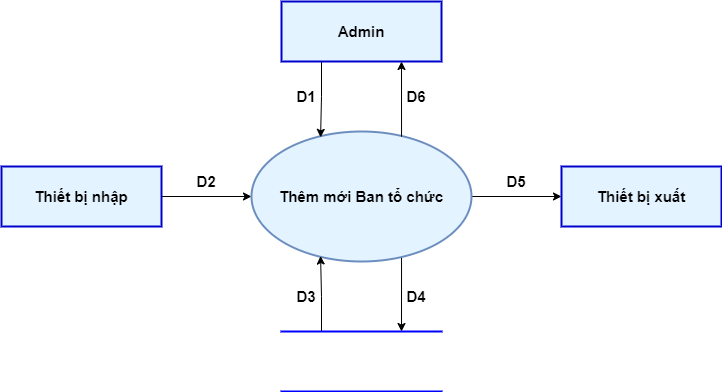 Admin
D1
D6
Thiết bị nhập
D2
Thêm mới Ban tổ chức
D5
Thiết bị xuất
D3
D4